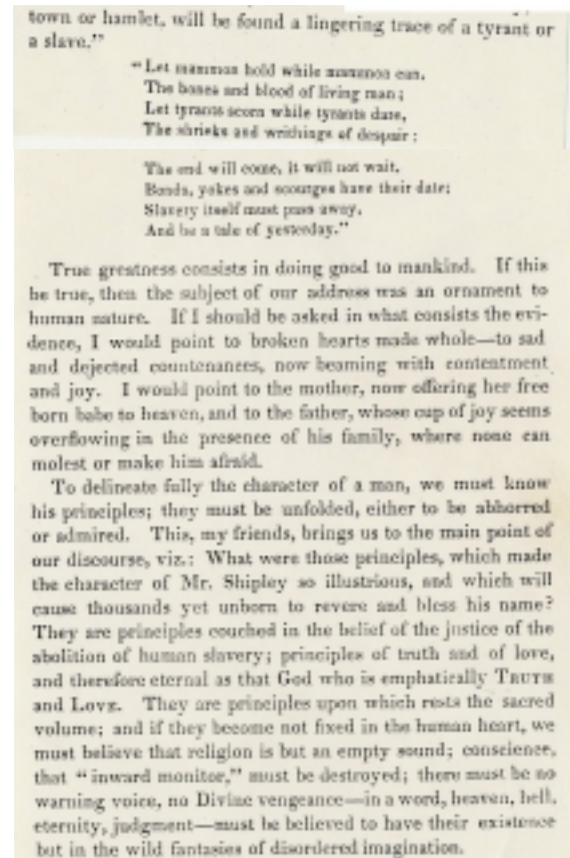 town or hamlet, will be found a lingering trace of a tyrant or
a slave."
"Let mammon hold while mammon can,
The bones and blood of living man;
Let tyrants scorn while tyrants dare,
The shrieks and writhings of despair;
The end will come, it will not wait,
Bonds, yokes and scourges have their date;
Slavery itself must pass away,
And be a tale of yesterday."
True greatness consists in doing good to mankind. If this
be true, then the subject of our address was an ornament to
human nature. If I should be asked in what consists the evi-
dence, I would point to broken hearts made whole—to sad
and dejected countenances, now beaming with contentment
and joy. I would point to the mother, now offering her free
born babe to heaven, and to the father, whose cup of joy seems
overflowing in the presence of his family, where none can
molest or make him afraid.
To delineate fully the character of a man, we must know
his principles; they must be unfolded, either to be abhorred
or admired. This, my friends, brings us to the main point of
our discourse, viz.: What were those principles, which made
the character of Mr. Shipley so illustrious, and which will
cause thousands yet unborn to revere and bless his name?
They are principles couched in the belief of the justice of the
abolition of human slavery; principles of truth and of love,
and therefore eternal as that God who is emphatically TRUTH
and LOVE. They are principles upon which rests the sacred
volume; and if they become not fixed in the human heart, we
must believe that religion is but an empty sound; conscience,
that "inward monitor," must be destroyed; there must be no
warning voice, no Divine vengeance—in a word, heaven, hell,
eternity, judgment—must be believed to have their existence
but in the wild fantasies of disordered imagination.